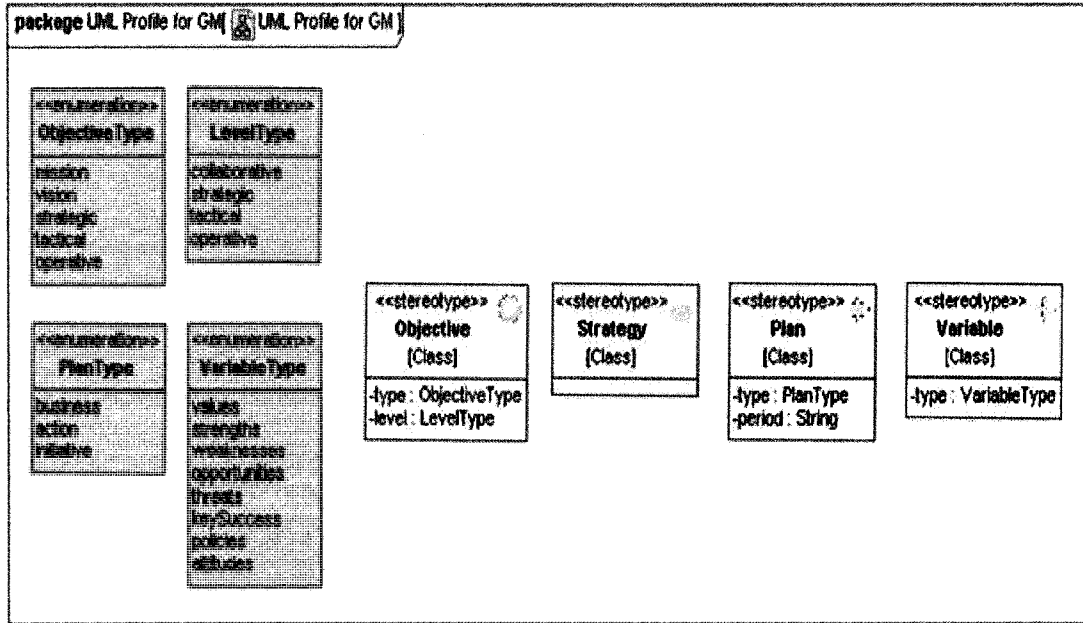 package UML Profile for GM[ UML Profile for GM ]
<<enumeration>>
ObjectiveType
mission
vision
strategic
tactical
operative
<<enumeration>>
LevelType
collaborative
strategic
tactical
operative
<<enumeration>>
PlanType
business
action
initiative
<<enumeration>>
VariableType
values
strengths
weaknesses
opportunities
threats
keySuccess
policies
attitudes
<<stereotype>>
Objective
[Class]
-type : ObjectiveType
-level : LevelType
<<stereotype>>
Strategy
[Class]
<<stereotype>>
Plan
[Class]
-type : PlanType
-period : String
<<stereotype>>
Variable
[Class]
-type : VariableType